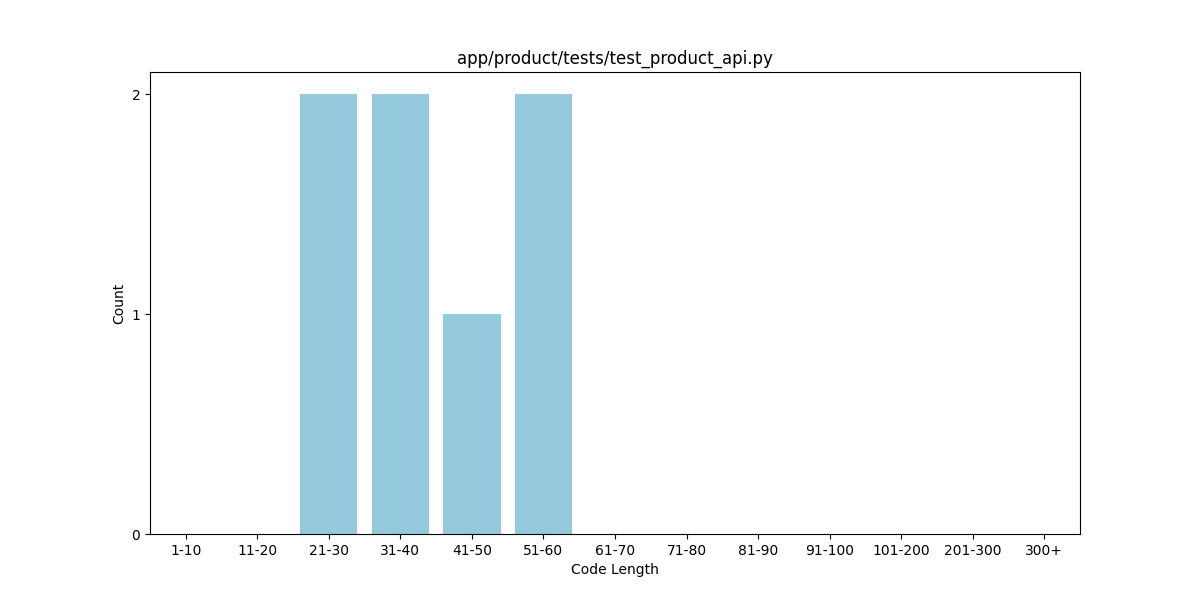 app/product/tests/test_product_api.py
2
1
0
Count
1-10 11-20 21-30 31-40 41-50 51-60 61-70 71-80 81-90 91-100 101-200 201-300 300+
Code Length